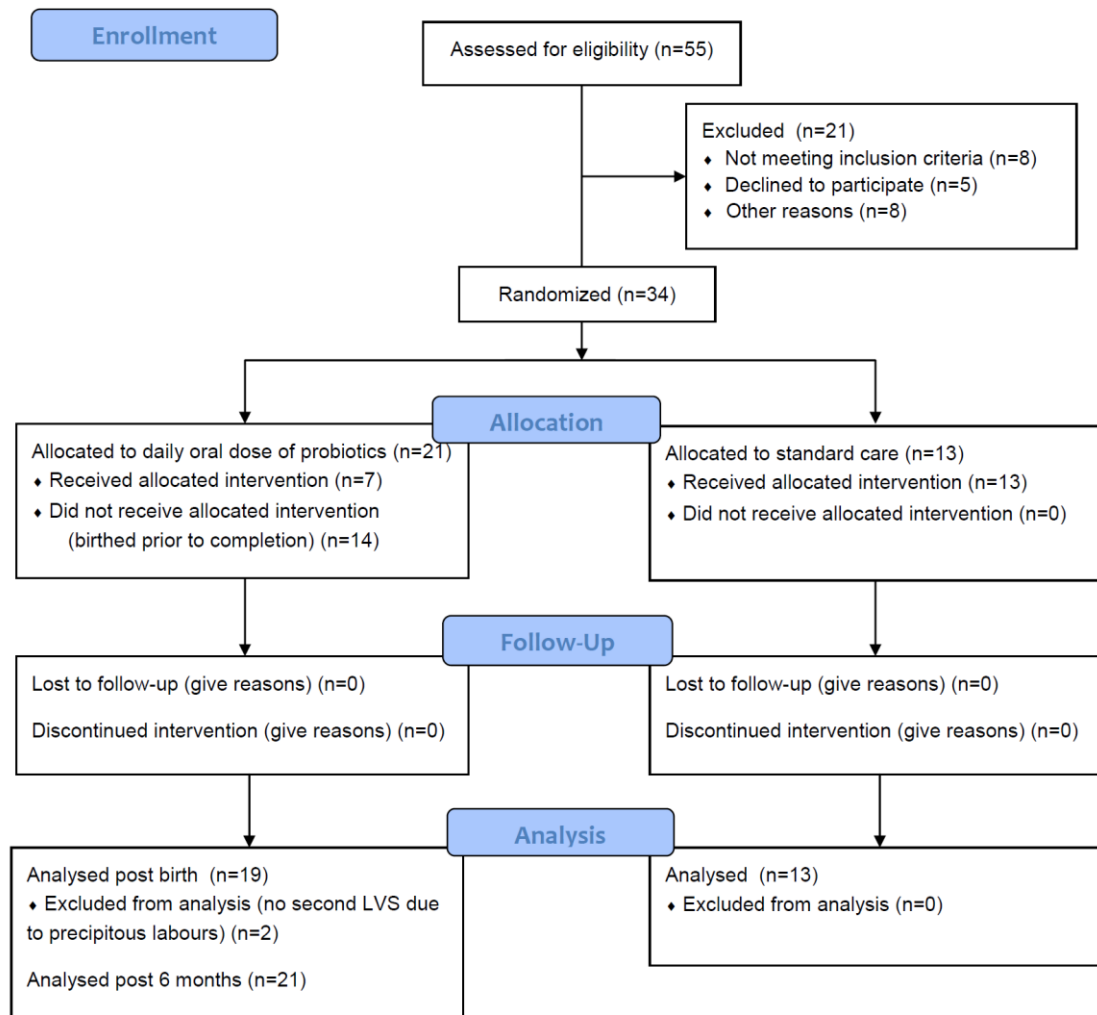 Enrollment
Assessed for eligibility (n=55)
Excluded (n=21)
♦ Not meeting inclusion criteria (n=8)
♦ Declined to participate (n=5)
♦ Other reasons (n=8)
Randomized (n=34)
Allocation
Allocated to daily oral dose of probiotics (n=21)
♦ Received allocated intervention (n=7)
♦ Did not receive allocated intervention
(birthed prior to completion) (n=14)
Allocated to standard care (n=13)
♦ Received allocated intervention (n=13)
♦ Did not receive allocated intervention (n=0)
Follow-Up
Lost to follow-up (give reasons) (n=0)
Discontinued intervention (give reasons) (n=0)
Lost to follow-up (give reasons) (n=0)
Discontinued intervention (give reasons) (n=0)
Analysis
Analysed post birth (n=19)
♦ Excluded from analysis (no second LVS due
to precipitous labours) (n=2)
Analysed post 6 months (n=21)
Analysed (n=13)
♦ Excluded from analysis (n=0)